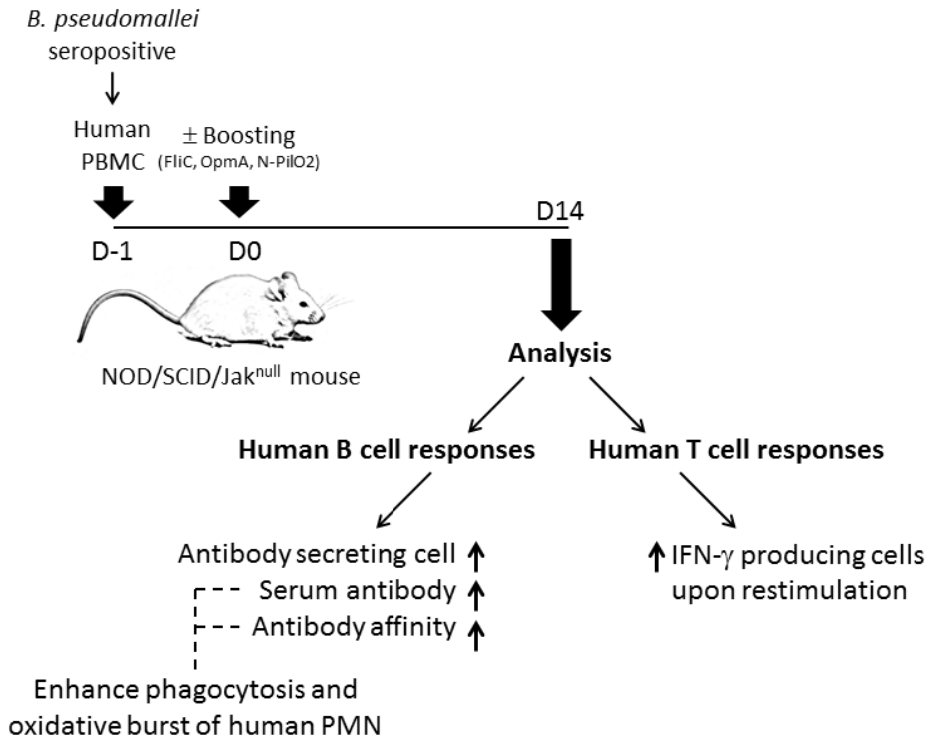 B. pseudomallei
seropositive
Human
PBMC
± Boosting
(FliC, OpmA, N-PilO2)
D-1
D0
D14
NOD/SCID/Jaknull mouse
Analysis
Human B cell responses
Human T cell responses
Antibody secreting cell
Serum antibody
Antibody affinity
IFN-γ producing cells
upon restimulation
Enhance phagocytosis and
oxidative burst of human PMN